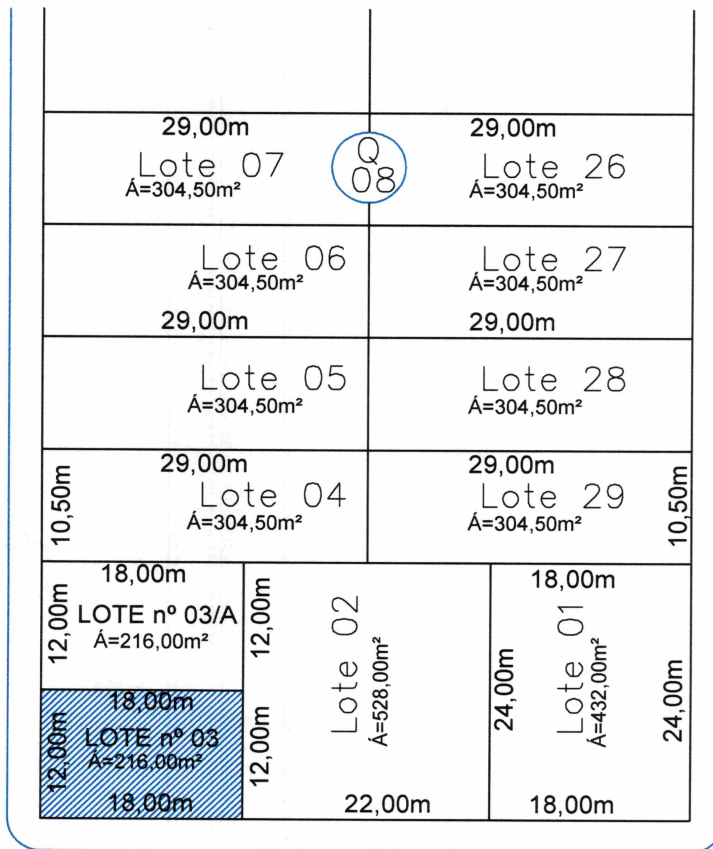 29,00m
29,00m
Lote 07
Á=304,50m²
Q
08
Lote 26
Á=304,50m²
Lote 06
Á=304,50m²
29,00m
Lote 27
Á=304,50m²
29,00m
Lote 05
Á=304,50m²
Lote 28
Á=304,50m²
29,00m
10,50m
Lote 04
Á=304,50m²
29,00m
Lote 29
Á=304,50m²
10,50m
18,00m
12,00m
LOTE nº 03/A
Á=216,00m²
12,00m
18,00m
12,00m
LOTE nº 03
Á=216,00m²
18,00m
12,00m
Lote 02
Á=528,00m²
22,00m
18,00m
24,00m
Lote 01
Á=432,00m²
24,00m
18,00m